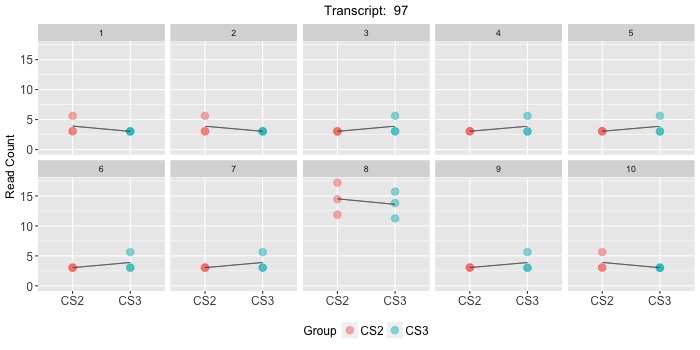 Transcript: 97
1 2 3 4 5
15
10
5
0
Read Count
6 7 8 9 10
15
10
5
0
CS2 CS3 CS2 CS3 CS2 CS3 CS2 CS3 CS2 CS3
Group CS2 CS3